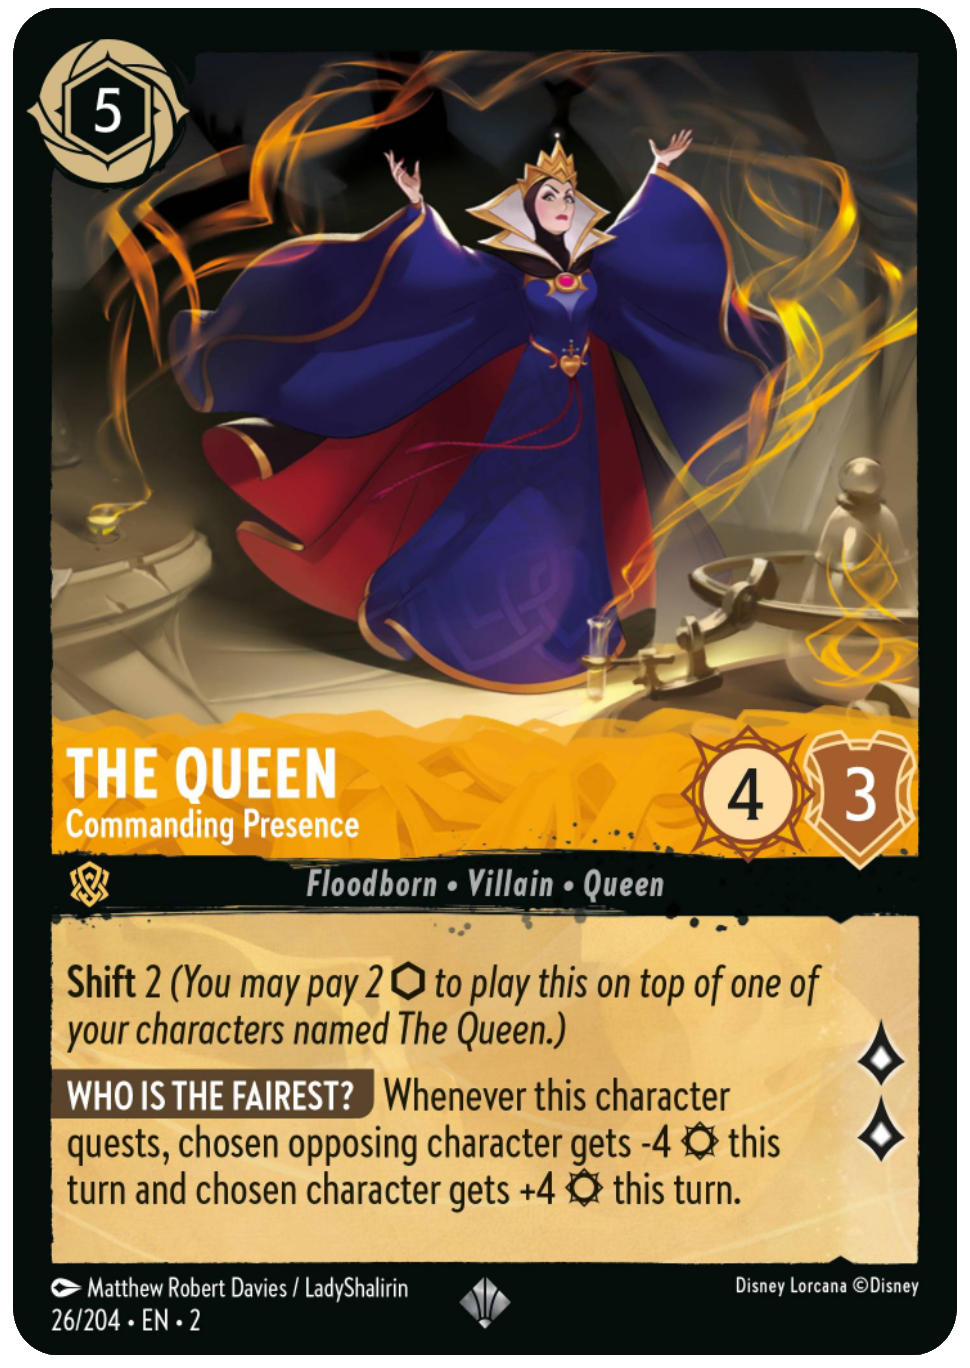 5
THE QUEEN
Commanding Presence
4
3
Floodborn • Villain • Queen
Shift 2 (You may pay 2 ⬡ to play this on top of one of
your characters named The Queen.)
WHO IS THE FAIREST? Whenever this character
quests, chosen opposing character gets -4 ¤ this
turn and chosen character gets +4 ¤ this turn.
Matthew Robert Davies / LadyShalirin
Disney Lorcana ©Disney
26/204 • EN • 2